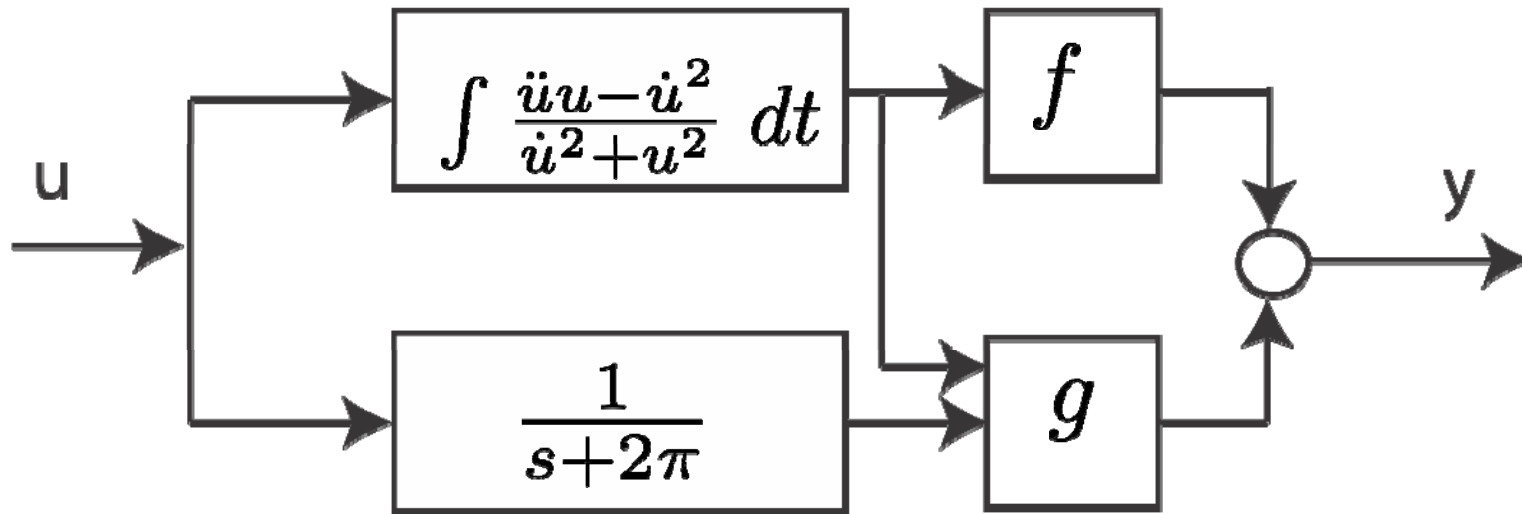 u
∫ (üu − u̇²)/(u̇² + u²) dt
f
y
1/(s+2π)
g